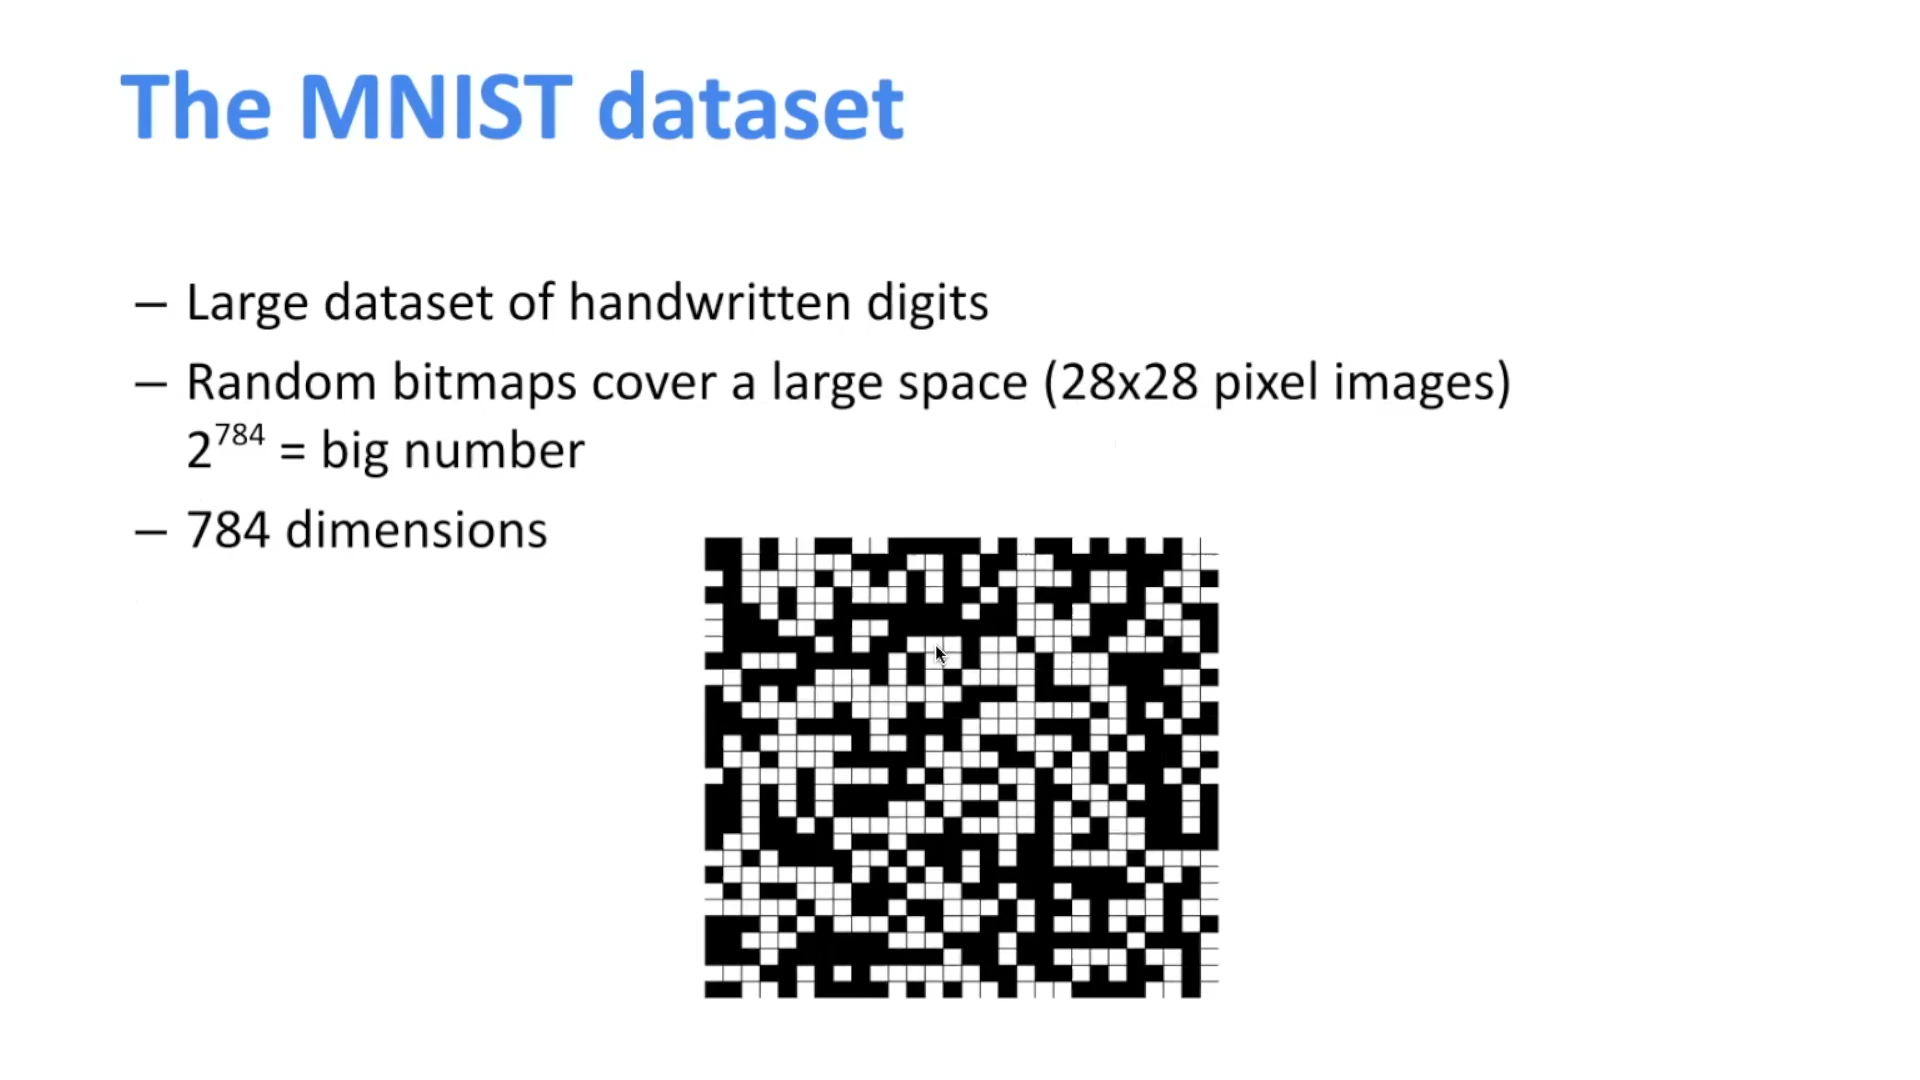 The MNIST dataset
– Large dataset of handwritten digits
– Random bitmaps cover a large space (28x28 pixel images)
2⁷⁸⁴ = big number
– 784 dimensions